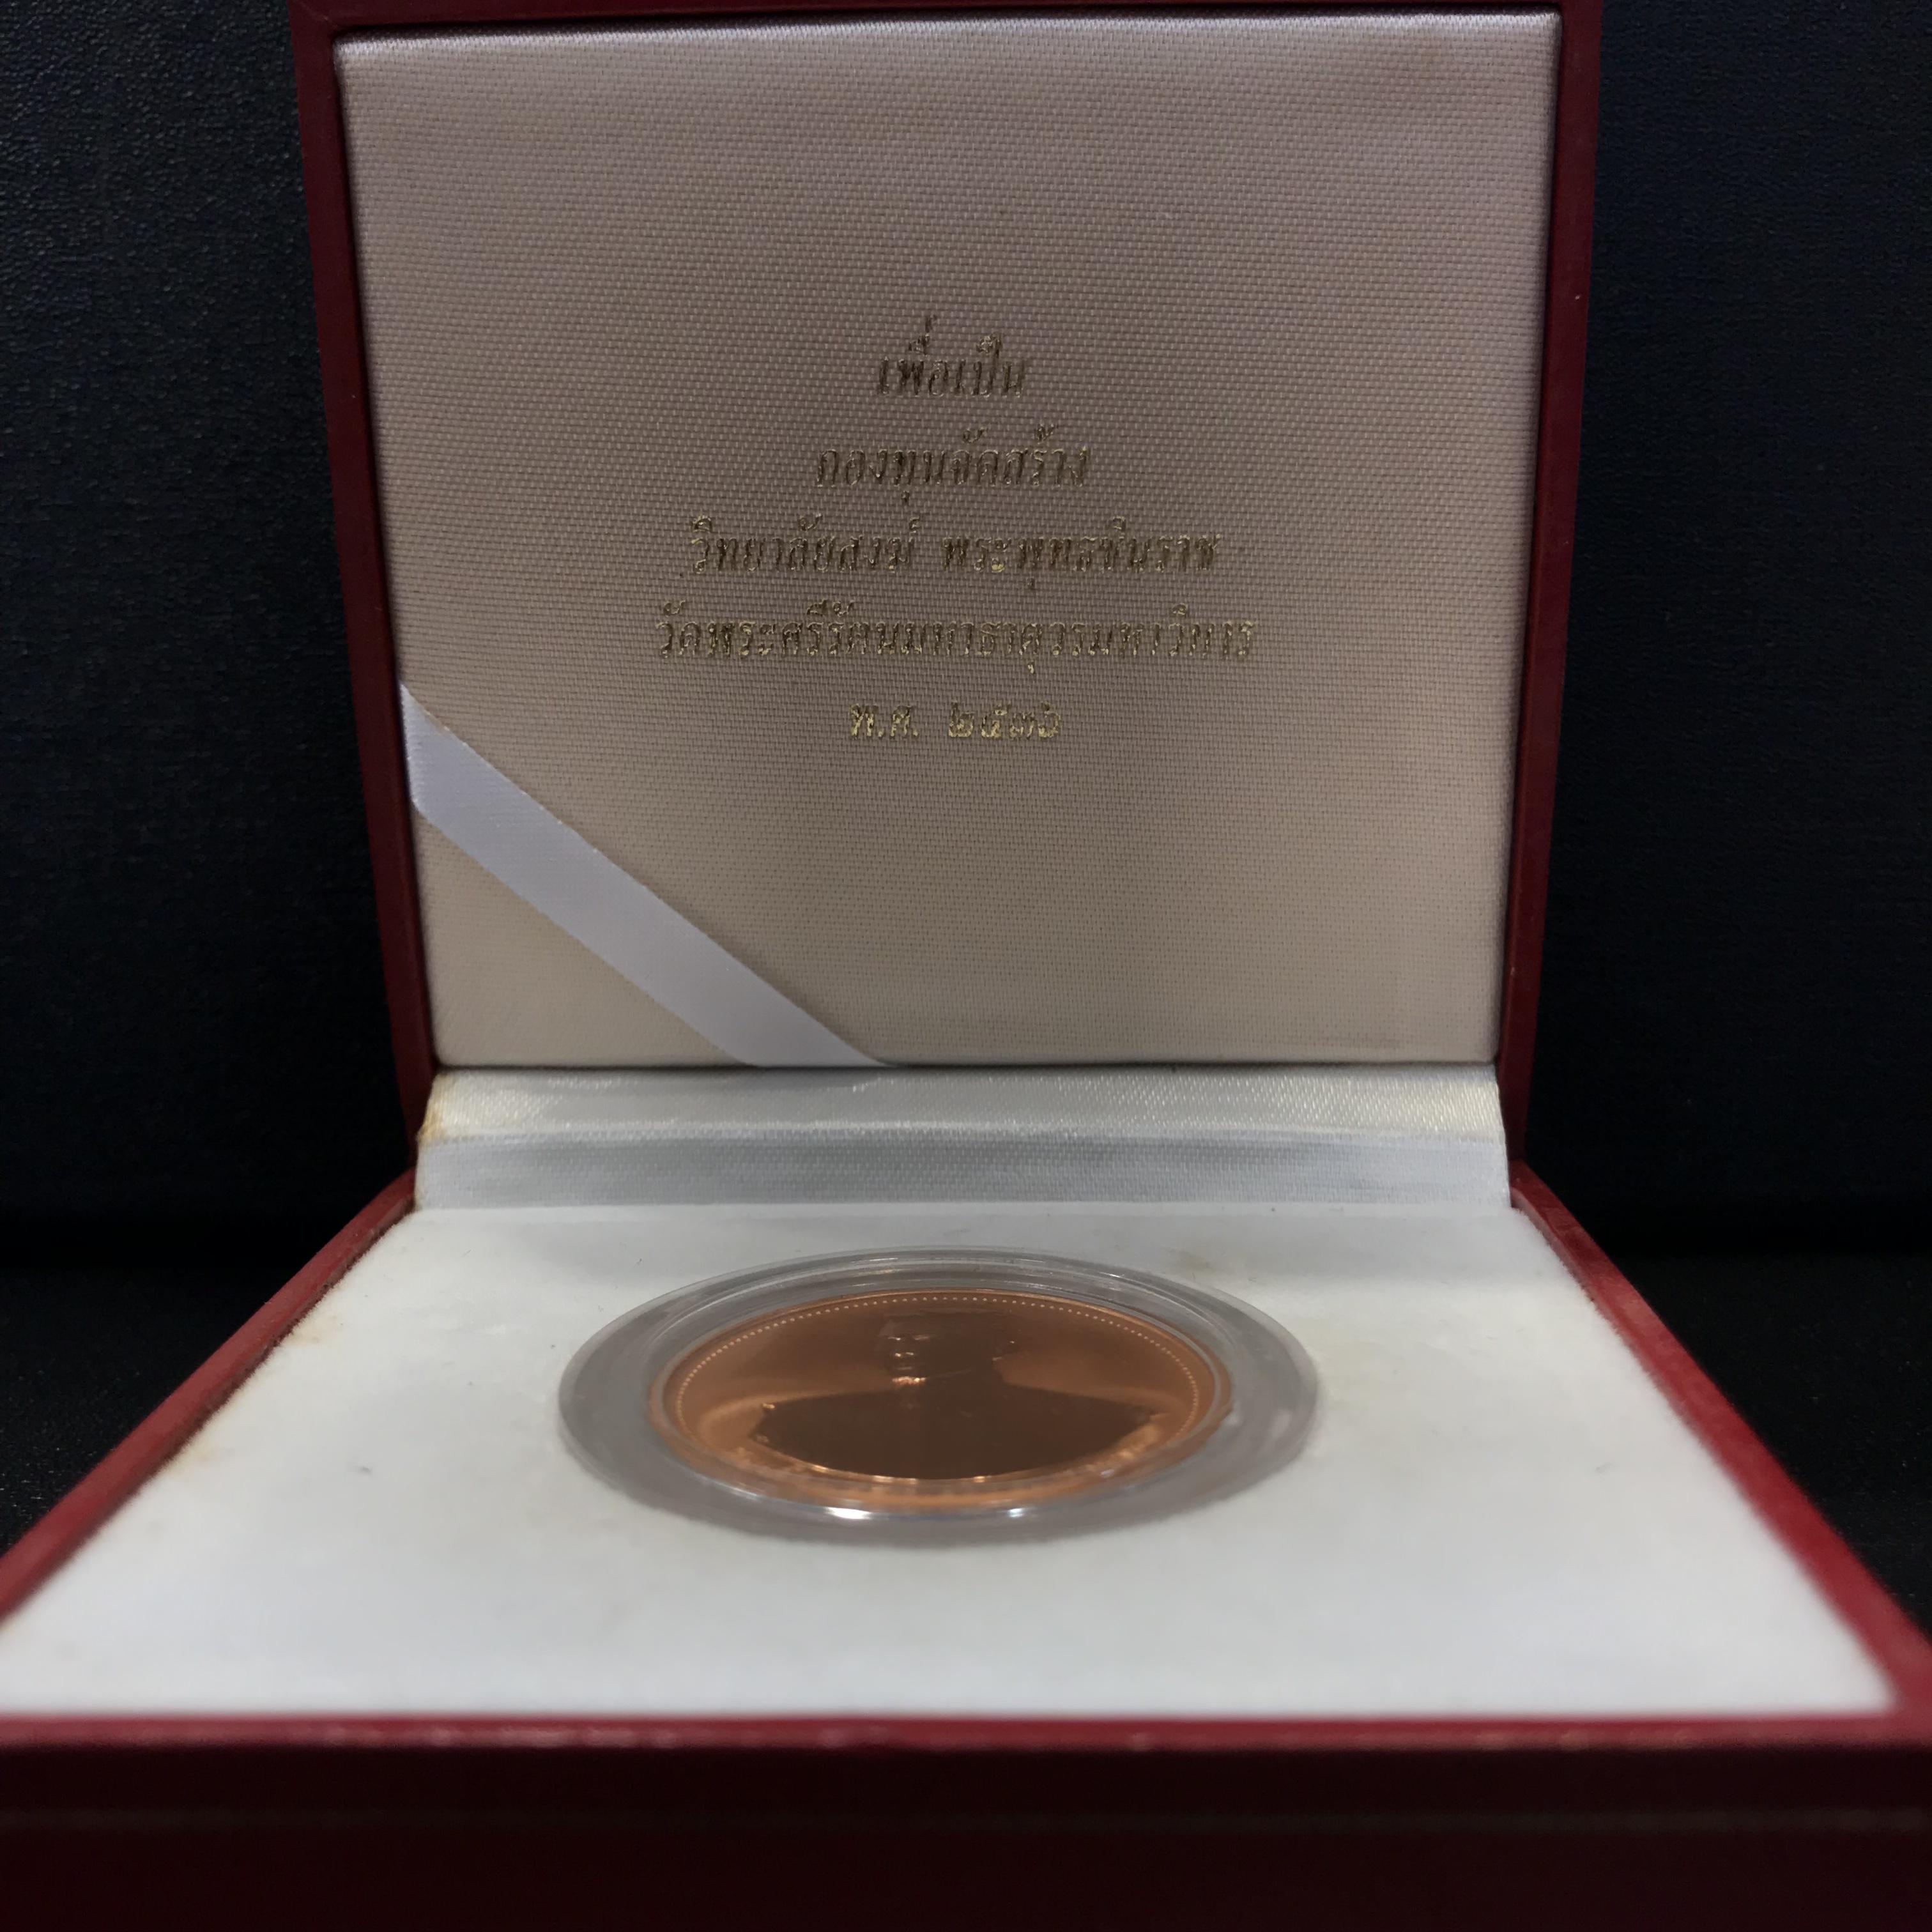 เพื่อเป็น
กองทุนจัดสร้าง
วิทยาลัยสงฆ์ พระพุทธชินราช
วัดพระศรีรัตนมหาธาตุวรมหาวิหาร
พ.ศ. ๒๕๓๖